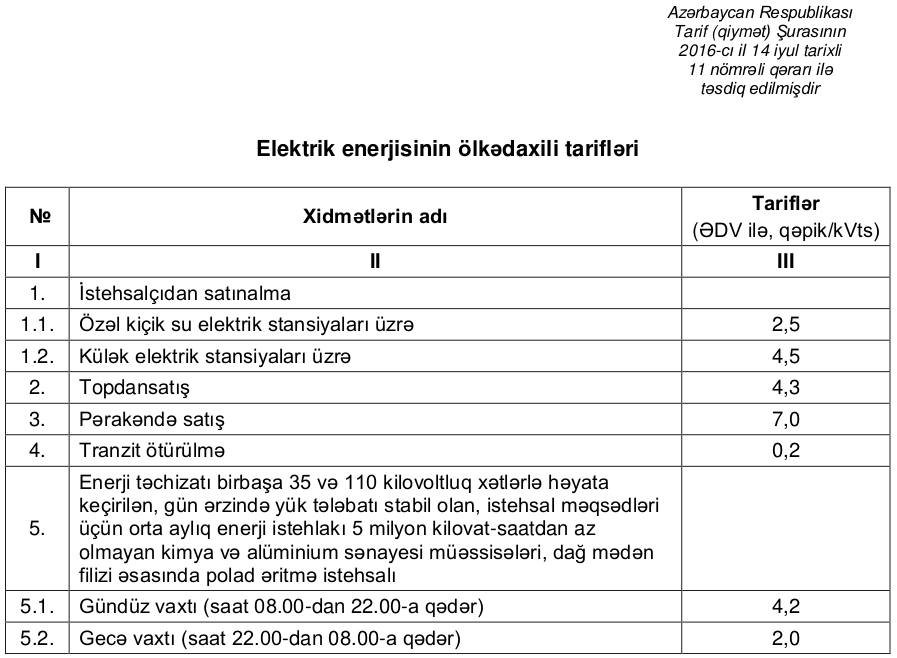 Azərbaycan Respublikası
Tarif (qiymət) Şurasının
2016-cı il 14 iyul tarixli
11 nömrəli qərarı ilə
təsdiq edilmişdir
Elektrik enerjisinin ölkədaxili tarifləri
№ Xidmətlərin adı Tariflər
(ƏDV ilə, qəpik/kVts)
I II III
1. İstehsalçıdan satınalma
1.1. Özəl kiçik su elektrik stansiyaları üzrə 2,5
1.2. Külək elektrik stansiyaları üzrə 4,5
2. Topdansatış 4,3
3. Pərakəndə satış 7,0
4. Tranzit ötürülmə 0,2
5. Enerji təchizatı birbaşa 35 və 110 kilovoltluq xətlərlə həyata
keçirilən, gün ərzində yük tələbatı stabil olan, istehsal məqsədləri
üçün orta aylıq enerji istehlakı 5 milyon kilovat-saatdan az
olmayan kimya və alüminium sənayesi müəssisələri, dağ mədən
filizi əsasında polad əritmə istehsalı
5.1. Gündüz vaxtı (saat 08.00-dan 22.00-a qədər) 4,2
5.2. Gecə vaxtı (saat 22.00-dan 08.00-a qədər) 2,0